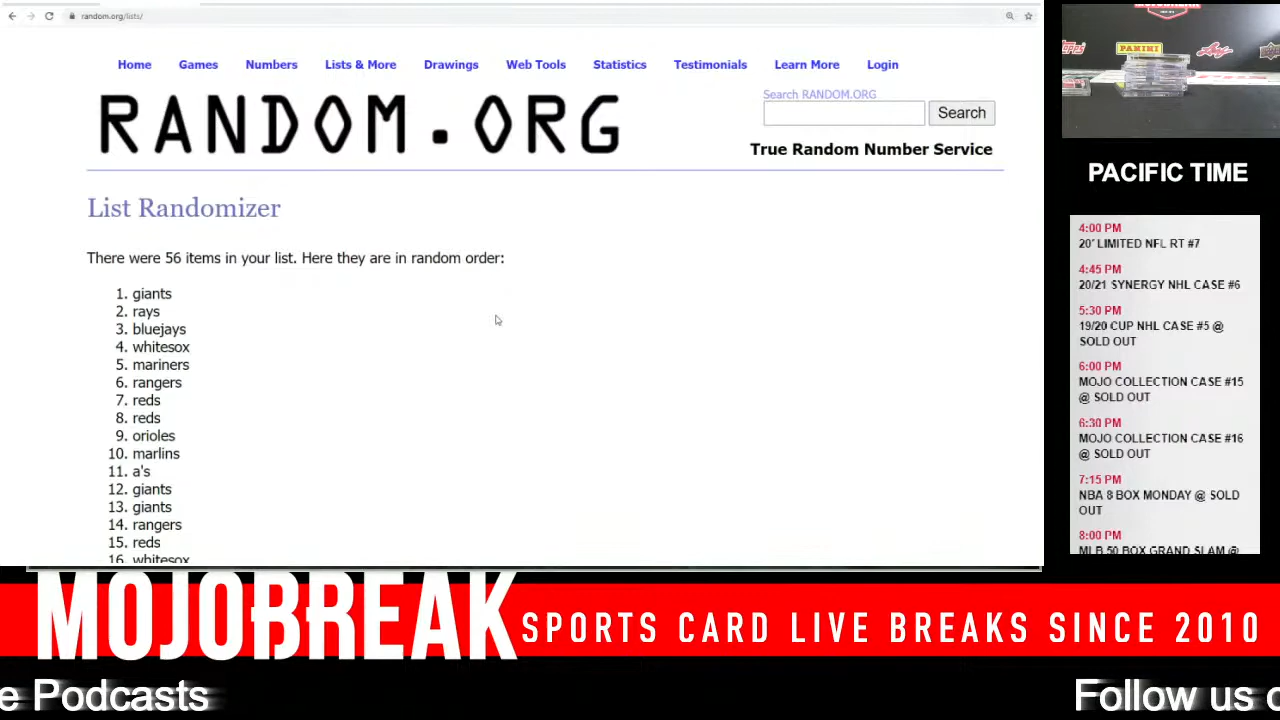 random.org/lists/
Home Games Numbers Lists & More Drawings Web Tools Statistics Testimonials Learn More Login
RANDOM.ORG
Search RANDOM.ORG
Search
True Random Number Service
List Randomizer
There were 56 items in your list. Here they are in random order:
1. giants
2. rays
3. bluejays
4. whitesox
5. mariners
6. rangers
7. reds
8. reds
9. orioles
10. marlins
11. a's
12. giants
13. giants
14. rangers
15. reds
16. whitesox
PANINI
PACIFIC TIME
4:00 PM
20' LIMITED NFL RT #7
4:45 PM
20/21 SYNERGY NHL CASE #6
5:30 PM
19/20 CUP NHL CASE #5 @
SOLD OUT
6:00 PM
MOJO COLLECTION CASE #15
@ SOLD OUT
6:30 PM
MOJO COLLECTION CASE #16
@ SOLD OUT
7:15 PM
NBA 8 BOX MONDAY @ SOLD
OUT
8:00 PM
MLB 50 BOX GRAND SLAM @
MOJOBREAK
SPORTS CARD LIVE BREAKS SINCE 2010
e Podcasts
Follow us o